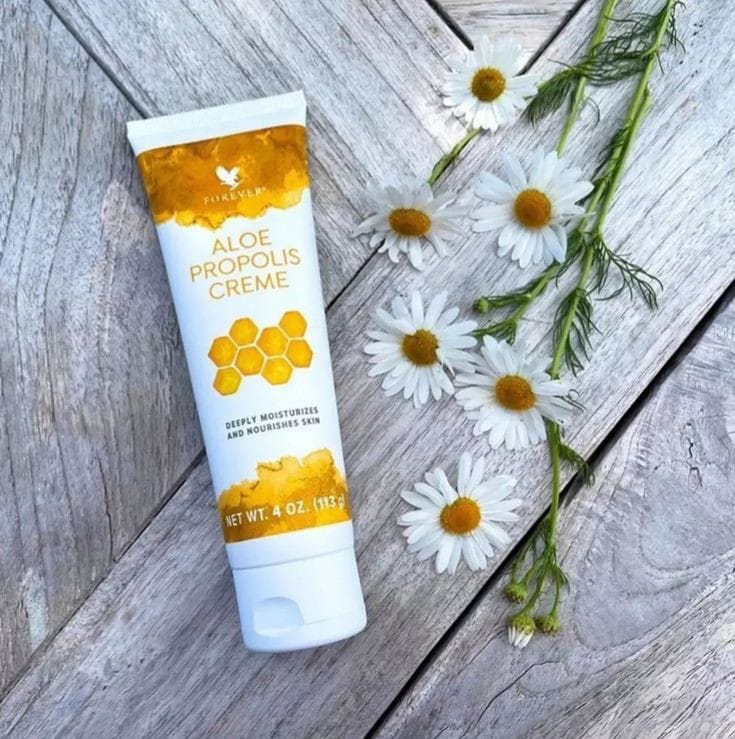 FOREVER®
ALOE
PROPOLIS
CREME
DEEPLY MOISTURIZES
AND NOURISHES SKIN
NET WT. 4 OZ. (113 g)